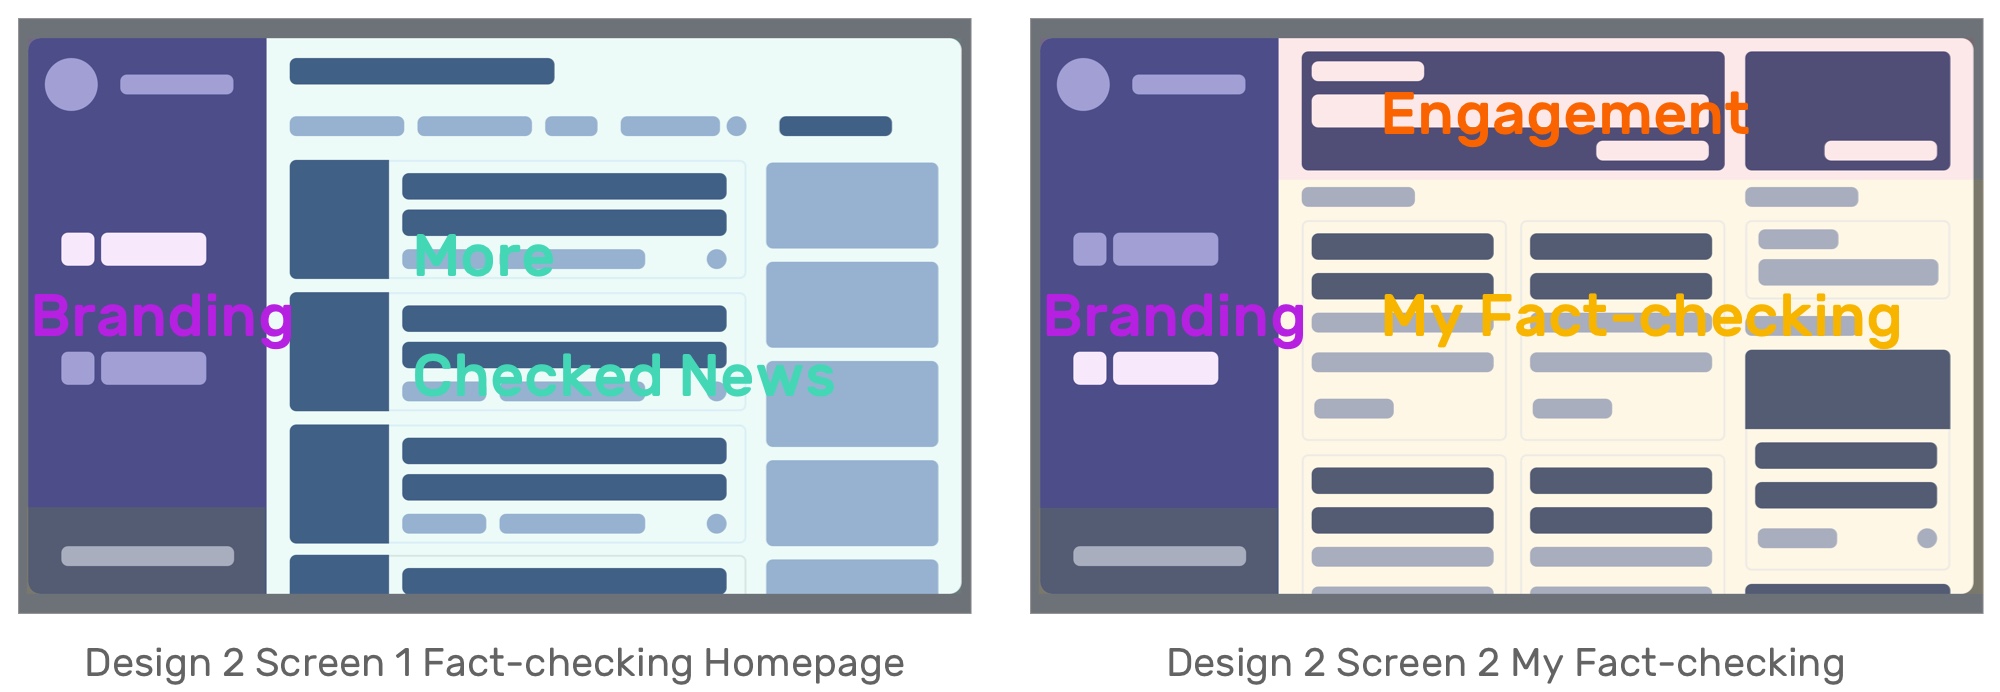 Branding
More
Checked News
Design 2 Screen 1 Fact-checking Homepage
Engagement
Branding
My Fact-checking
Design 2 Screen 2 My Fact-checking